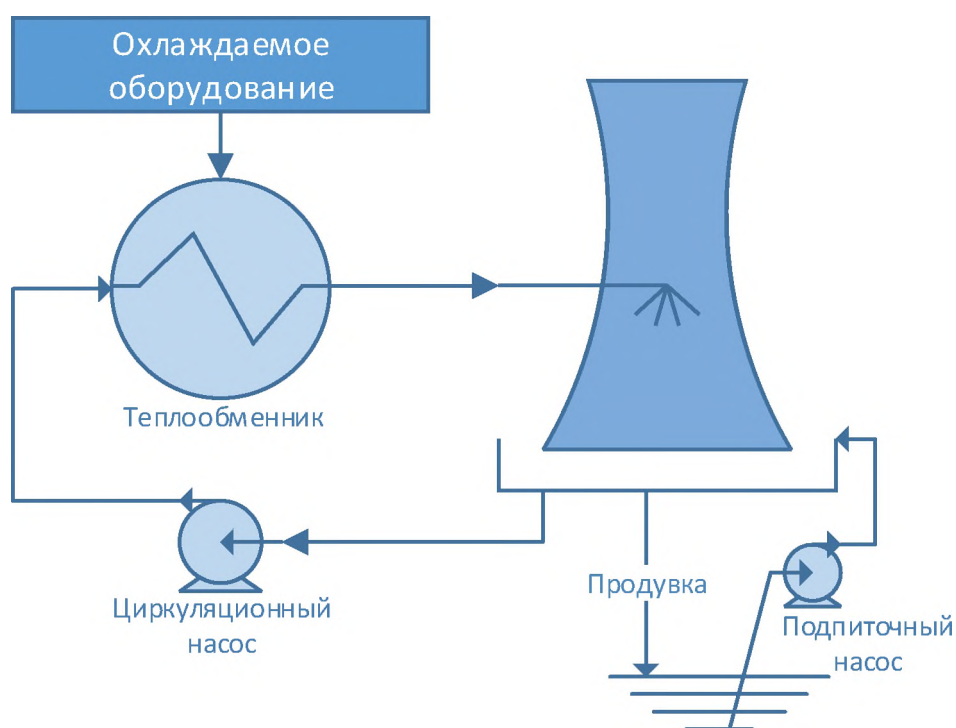 Охлаждаемое
оборудование
Теплообменник
Циркуляционный
насос
Продувка
Подпиточный
насос